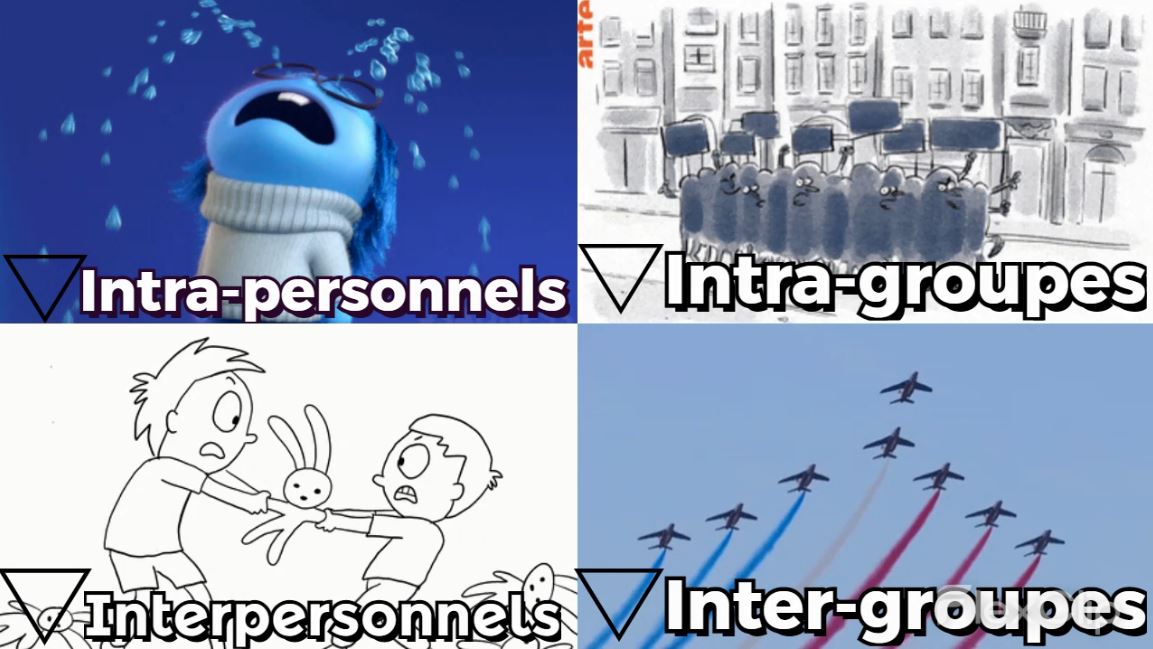 arte
Intra-personnels
Intra-groupes
Interpersonnels
Inter-groupes